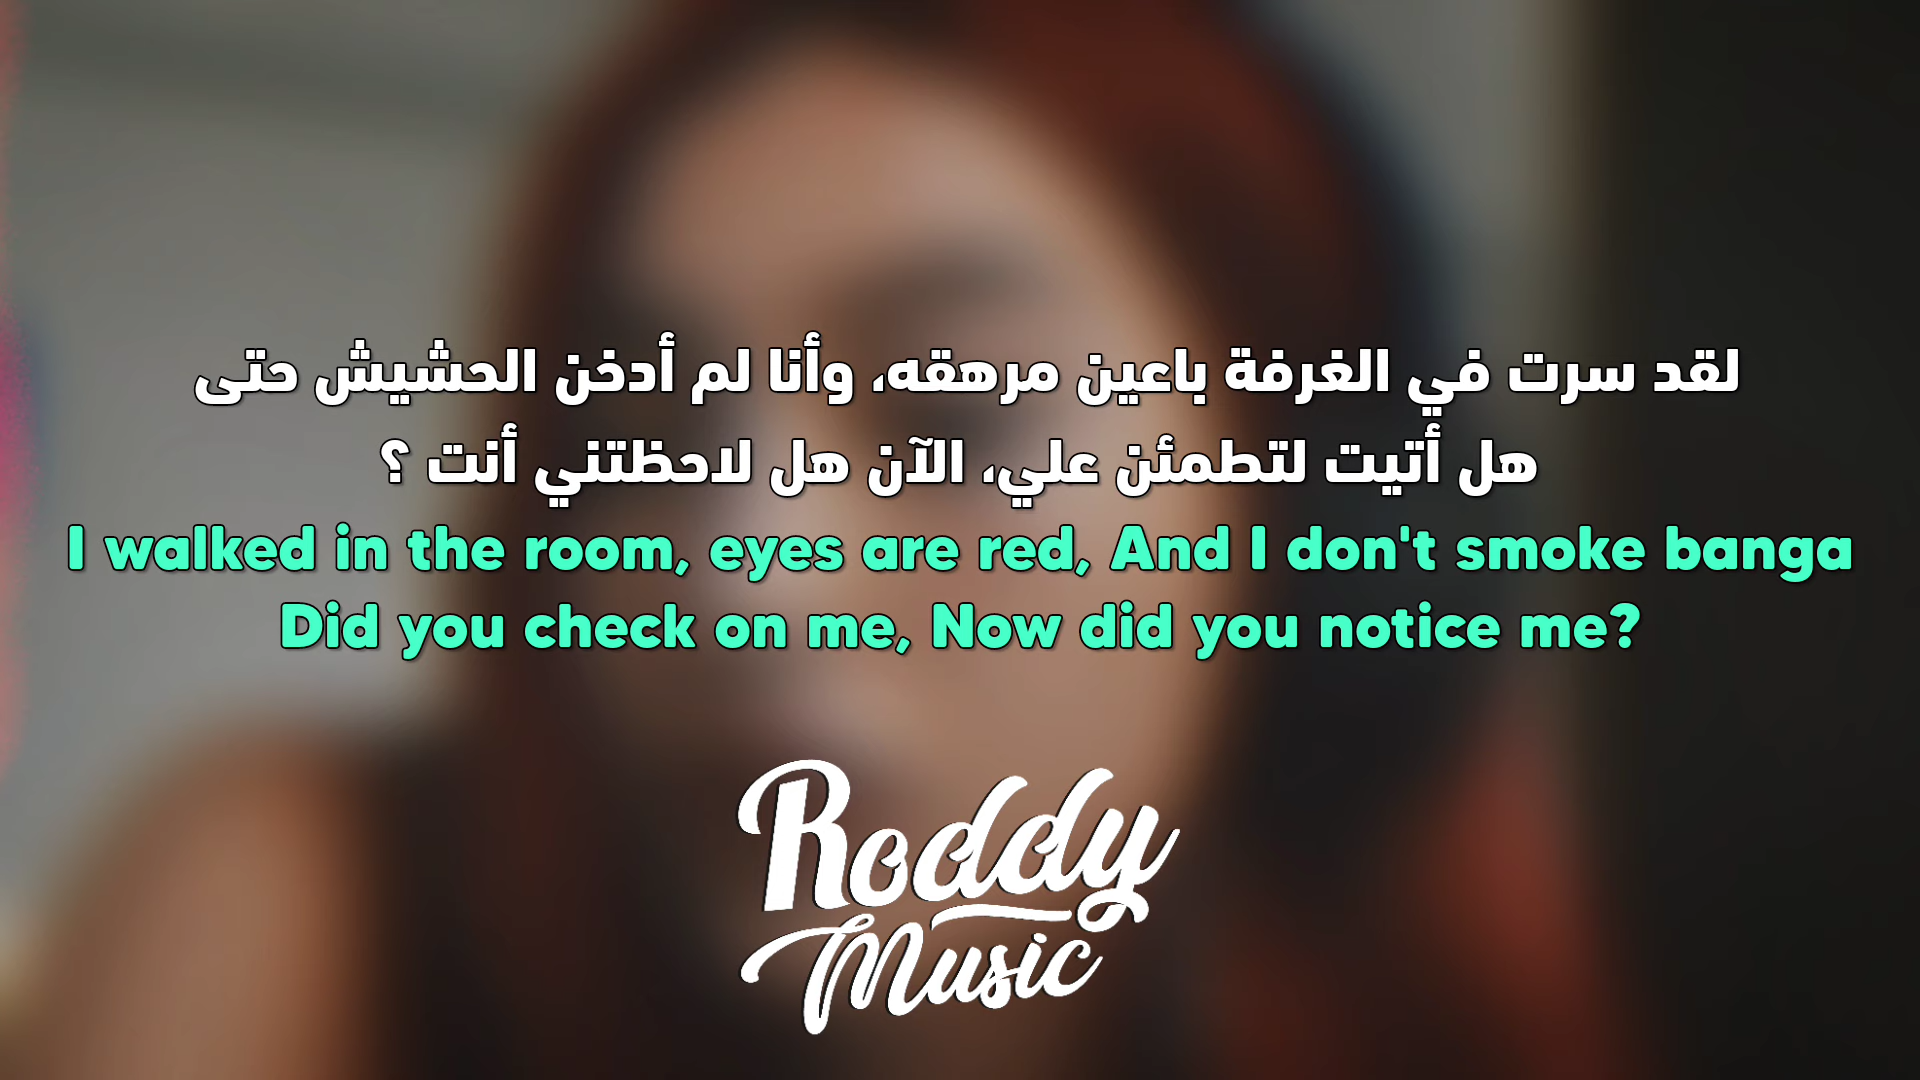 لقد سرت في الغرفة باعين مرهقه، وأنا لم أدخن الحشيش حتى
هل أتيت لتطمئن علي، الآن هل لاحظتني أنت ؟
I walked in the room, eyes are red, And I don't smoke banga
Did you check on me, Now did you notice me?
Roddy
Music